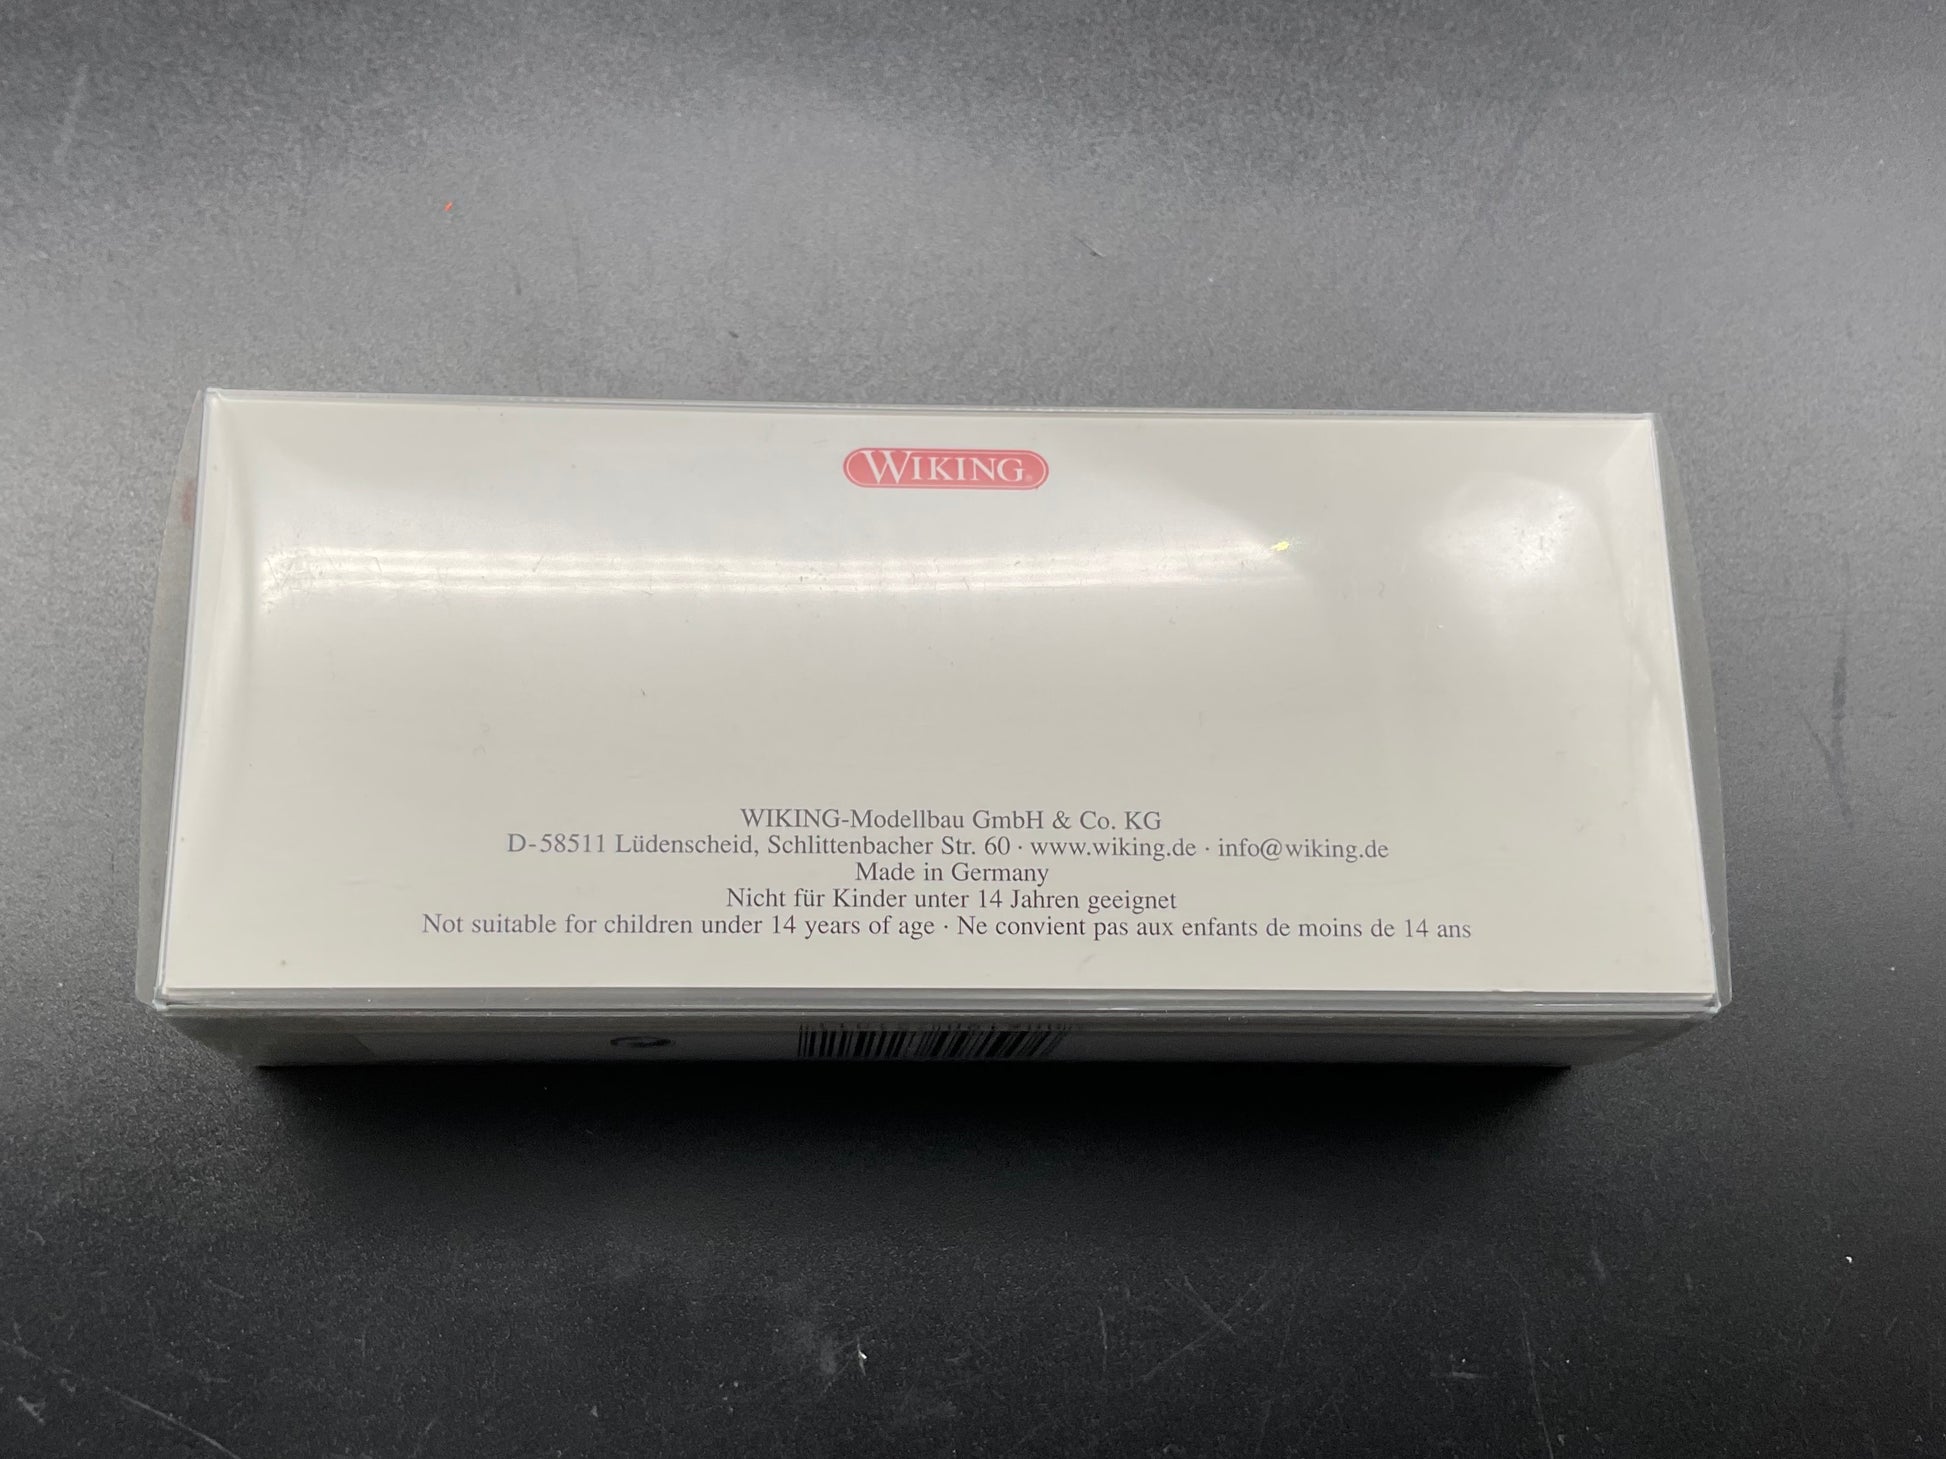 WIKING®
WIKING-Modellbau GmbH & Co. KG
D-58511 Lüdenscheid, Schlittenbacher Str. 60 · www.wiking.de · info@wiking.de
Made in Germany
Nicht für Kinder unter 14 Jahren geeignet
Not suitable for children under 14 years of age · Ne convient pas aux enfants de moins de 14 ans